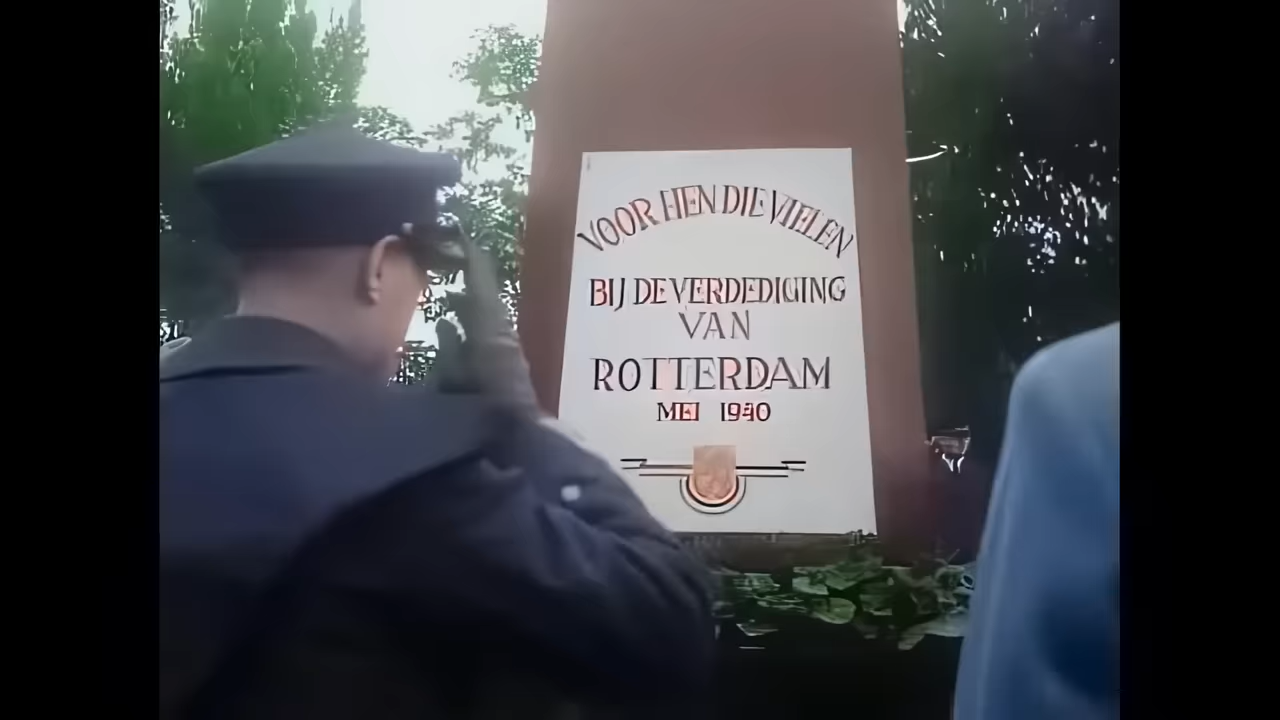 VOOR HEN DIE VIELEN
BIJ DE VERDEDIGING
VAN
ROTTERDAM
MEI 1940